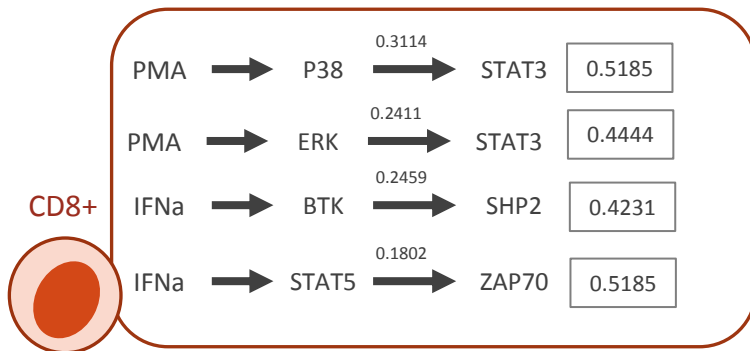 0.3114
PMA P38 STAT3 0.5185
0.2411
PMA ERK STAT3 0.4444
0.2459
CD8+ IFNa BTK SHP2 0.4231
0.1802
IFNa STAT5 ZAP70 0.5185